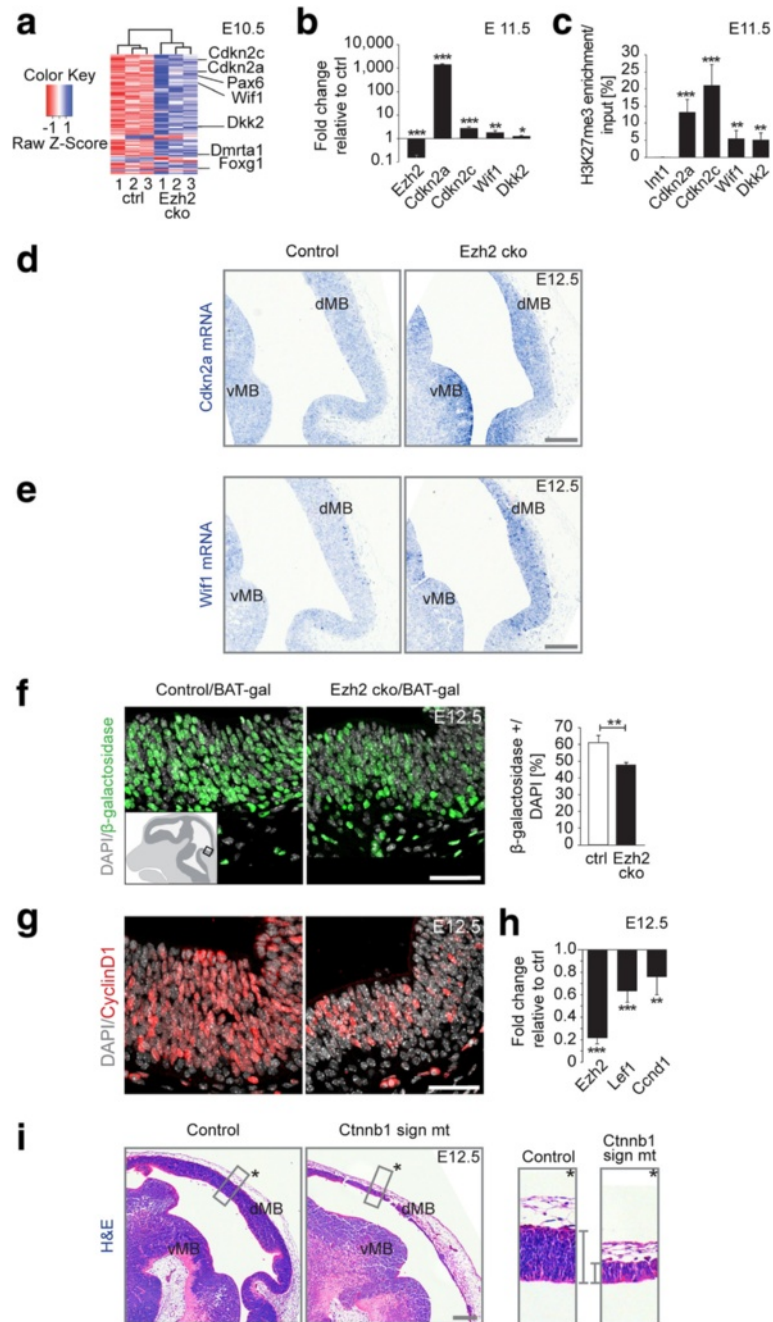 a
E10.5
Color Key
-1 1
Raw Z-Score
Cdkn2c
Cdkn2a
Pax6
Wif1
Dkk2
Dmrta1
Foxg1
1 2 3 1 2 3
ctrl Ezh2
cko
b
E 11.5
Fold change
relative to ctrl
1,000
1,000
100
10
1
0.1
***
***
***
**
*
Ezh2
Cdkn2a
Cdkn2c
Wif1
Dkk2
c
E11.5
H3K27me3 enrichment/
input [%]
30
25
20
15
10
5
0
***
***
**
**
Int1
Cdkn2a
Cdkn2c
Wif1
Dkk2
d
Control
Ezh2 cko
Cdkn2a mRNA
dMB
vMB
E12.5
dMB
vMB
e
Wif1 mRNA
dMB
vMB
E12.5
dMB
vMB
f
Control/BAT-gal
Ezh2 cko/BAT-gal
DAPI/β-galactosidase
E12.5
β-galactosidase +/
DAPI [%]
70
60
50
40
30
20
10
0
**
ctrl Ezh2
cko
g
DAPI/CyclinD1
E12.5
h
E12.5
Fold change
relative to ctrl
1.0
0.8
0.6
0.4
0.2
0
***
***
**
Ezh2
Lef1
Ccnd1
i
Control
Ctnnb1 sign mt
H&E
*
dMB
vMB
E12.5
*
dMB
vMB
Control
*
Ctnnb1
sign mt
*